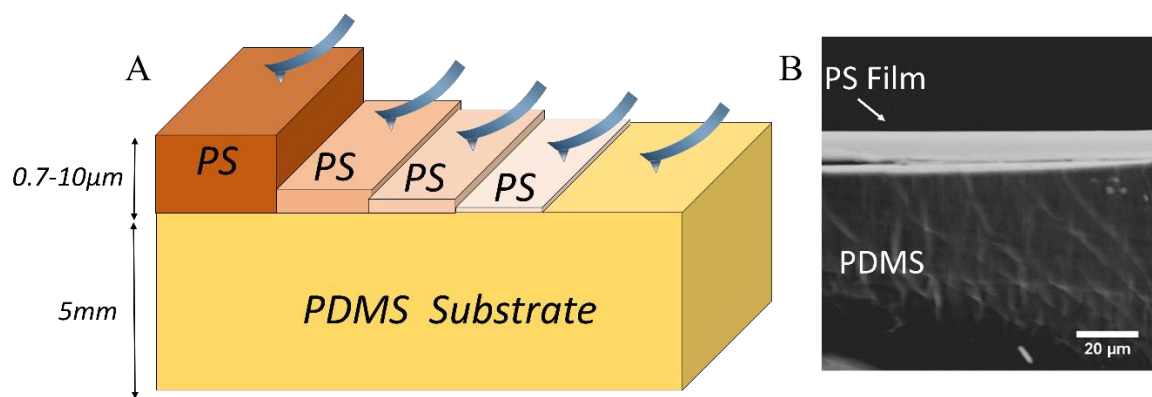 A
PS
PS
PS
PS
0.7-10μm
5mm
PDMS Substrate
B
PS Film
PDMS
20 μm